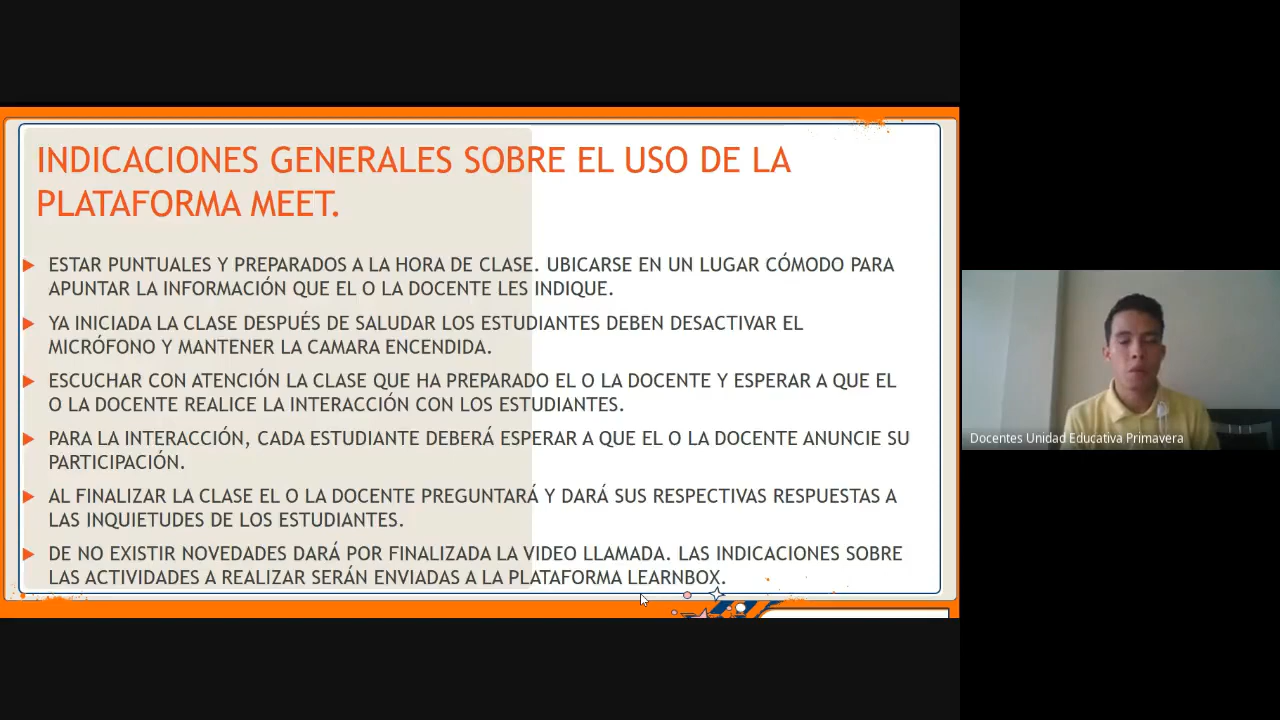 INDICACIONES GENERALES SOBRE EL USO DE LA
PLATAFORMA MEET.
ESTAR PUNTUALES Y PREPARADOS A LA HORA DE CLASE. UBICARSE EN UN LUGAR CÓMODO PARA
APUNTAR LA INFORMACIÓN QUE EL O LA DOCENTE LES INDIQUE.
YA INICIADA LA CLASE DESPUÉS DE SALUDAR LOS ESTUDIANTES DEBEN DESACTIVAR EL
MICRÓFONO Y MANTENER LA CAMARA ENCENDIDA.
ESCUCHAR CON ATENCIÓN LA CLASE QUE HA PREPARADO EL O LA DOCENTE Y ESPERAR A QUE EL
O LA DOCENTE REALICE LA INTERACCIÓN CON LOS ESTUDIANTES.
PARA LA INTERACCIÓN, CADA ESTUDIANTE DEBERÁ ESPERAR A QUE EL O LA DOCENTE ANUNCIE SU
PARTICIPACIÓN.
AL FINALIZAR LA CLASE EL O LA DOCENTE PREGUNTARÁ Y DARÁ SUS RESPECTIVAS RESPUESTAS A
LAS INQUIETUDES DE LOS ESTUDIANTES.
DE NO EXISTIR NOVEDADES DARÁ POR FINALIZADA LA VIDEO LLAMADA. LAS INDICACIONES SOBRE
LAS ACTIVIDADES A REALIZAR SERÁN ENVIADAS A LA PLATAFORMA LEARNBOX.
Docentes Unidad Educativa Primavera